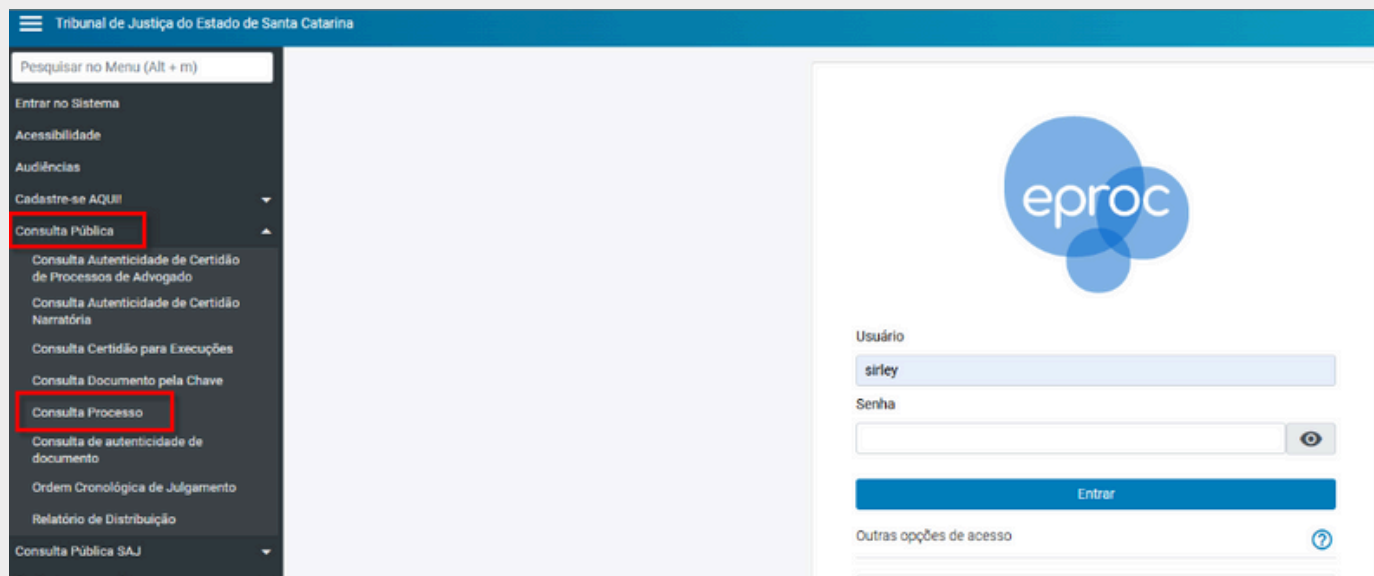 Tribunal de Justiça do Estado de Santa Catarina
Pesquisar no Menu (Alt + m)
Entrar no Sistema
Acessibilidade
Audiências
Cadastre-se AQUI!
Consulta Pública
Consulta Autenticidade de Certidão
de Processos de Advogado
Consulta Autenticidade de Certidão
Narratória
Consulta Certidão para Execuções
Consulta Documento pela Chave
Consulta Processo
Consulta de autenticidade de
documento
Ordem Cronológica de Julgamento
Relatório de Distribuição
Consulta Pública SAJ
eproc
Usuário
sirley
Senha
Entrar
Outras opções de acesso
?